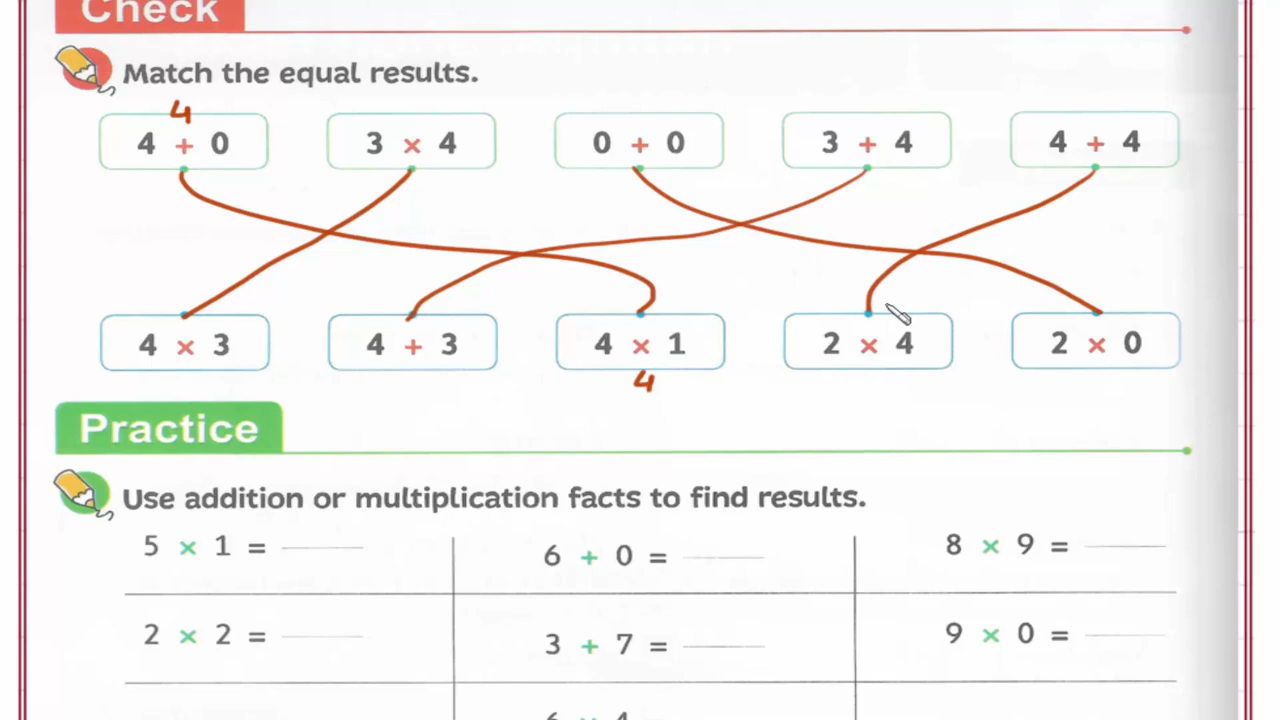 Check
Match the equal results.
4
4 + 0 3 × 4 0 + 0 3 + 4 4 + 4
4 × 3 4 + 3 4 × 1 2 × 4 2 × 0
4
Practice
Use addition or multiplication facts to find results.
5 × 1 = 6 + 0 = 8 × 9 =
2 × 2 = 3 + 7 = 9 × 0 =